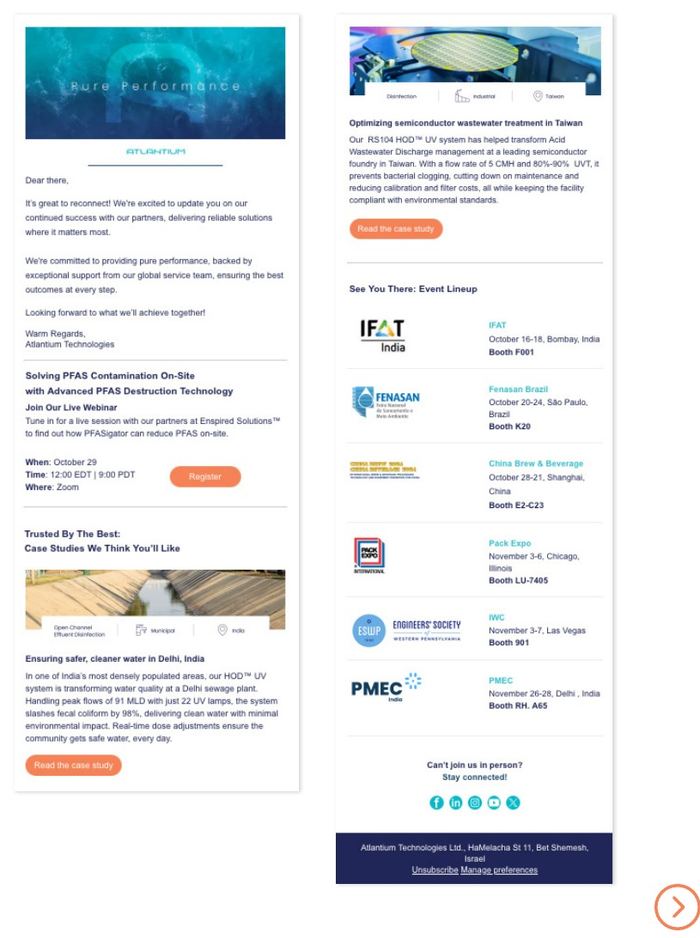 Pure Performance
ATLANTIUM
Dear there,
It's great to reconnect! We're excited to update you on our
continued success with our partners, delivering reliable solutions
where it matters most.
We're committed to providing pure performance, backed by
exceptional support from our global service team, ensuring the best
outcomes at every step.
Looking forward to what we'll achieve together!
Warm Regards,
Atlantium Technologies
Solving PFAS Contamination On-Site
with Advanced PFAS Destruction Technology
Join Our Live Webinar
Tune in for a live session with our partners at Enspired Solutions™
to find out how PFASigator can reduce PFAS on-site.
When: October 29
Time: 12:00 EDT | 9:00 PDT
Where: Zoom
Register
Trusted By The Best:
Case Studies We Think You'll Like
Open Channel
Effluent Disinfection
Municipal
India
Ensuring safer, cleaner water in Delhi, India
In one of India's most densely populated areas, our HOD™ UV
system is transforming water quality at a Delhi sewage plant.
Handling peak flows of 91 MLD with just 22 UV lamps, the system
slashes fecal coliform by 98%, delivering clean water with minimal
environmental impact. Real-time dose adjustments ensure the
community gets safe water, every day.
Read the case study
Disinfection
Industrial
Taiwan
Optimizing semiconductor wastewater treatment in Taiwan
Our RS104 HOD™ UV system has helped transform Acid
Wastewater Discharge management at a leading semiconductor
foundry in Taiwan. With a flow rate of 5 CMH and 80%-90% UVT, it
prevents bacterial clogging, cutting down on maintenance and
reducing calibration and filter costs, all while keeping the facility
compliant with environmental standards.
Read the case study
See You There: Event Lineup
IFAT
India
IFAT
October 16-18, Bombay, India
Booth F001
FENASAN
Feira Nacional
de Saneamento e
Meio Ambiente
Fenasan Brazil
October 20-24, São Paulo,
Brazil
Booth K20
CHINA BREW 2024
CHINA BEVERAGE 2024
China Brew & Beverage
October 28-21, Shanghai,
China
Booth E2-C23
PACK
EXPO
INTERNATIONAL
Pack Expo
November 3-6, Chicago,
Illinois
Booth LU-7405
ESWP
ENGINEERS' SOCIETY
of
WESTERN PENNSYLVANIA
IWC
November 3-7, Las Vegas
Booth 901
PMEC
India
PMEC
November 26-28, Delhi , India
Booth RH. A65
Can't join us in person?
Stay connected!
Atlantium Technologies Ltd., HaMelacha St 11, Bet Shemesh,
Israel
Unsubscribe Manage preferences